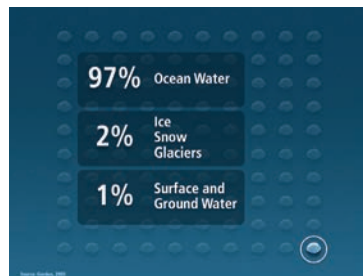 97% Ocean Water
2% Ice
Snow
Glaciers
1% Surface and
Ground Water